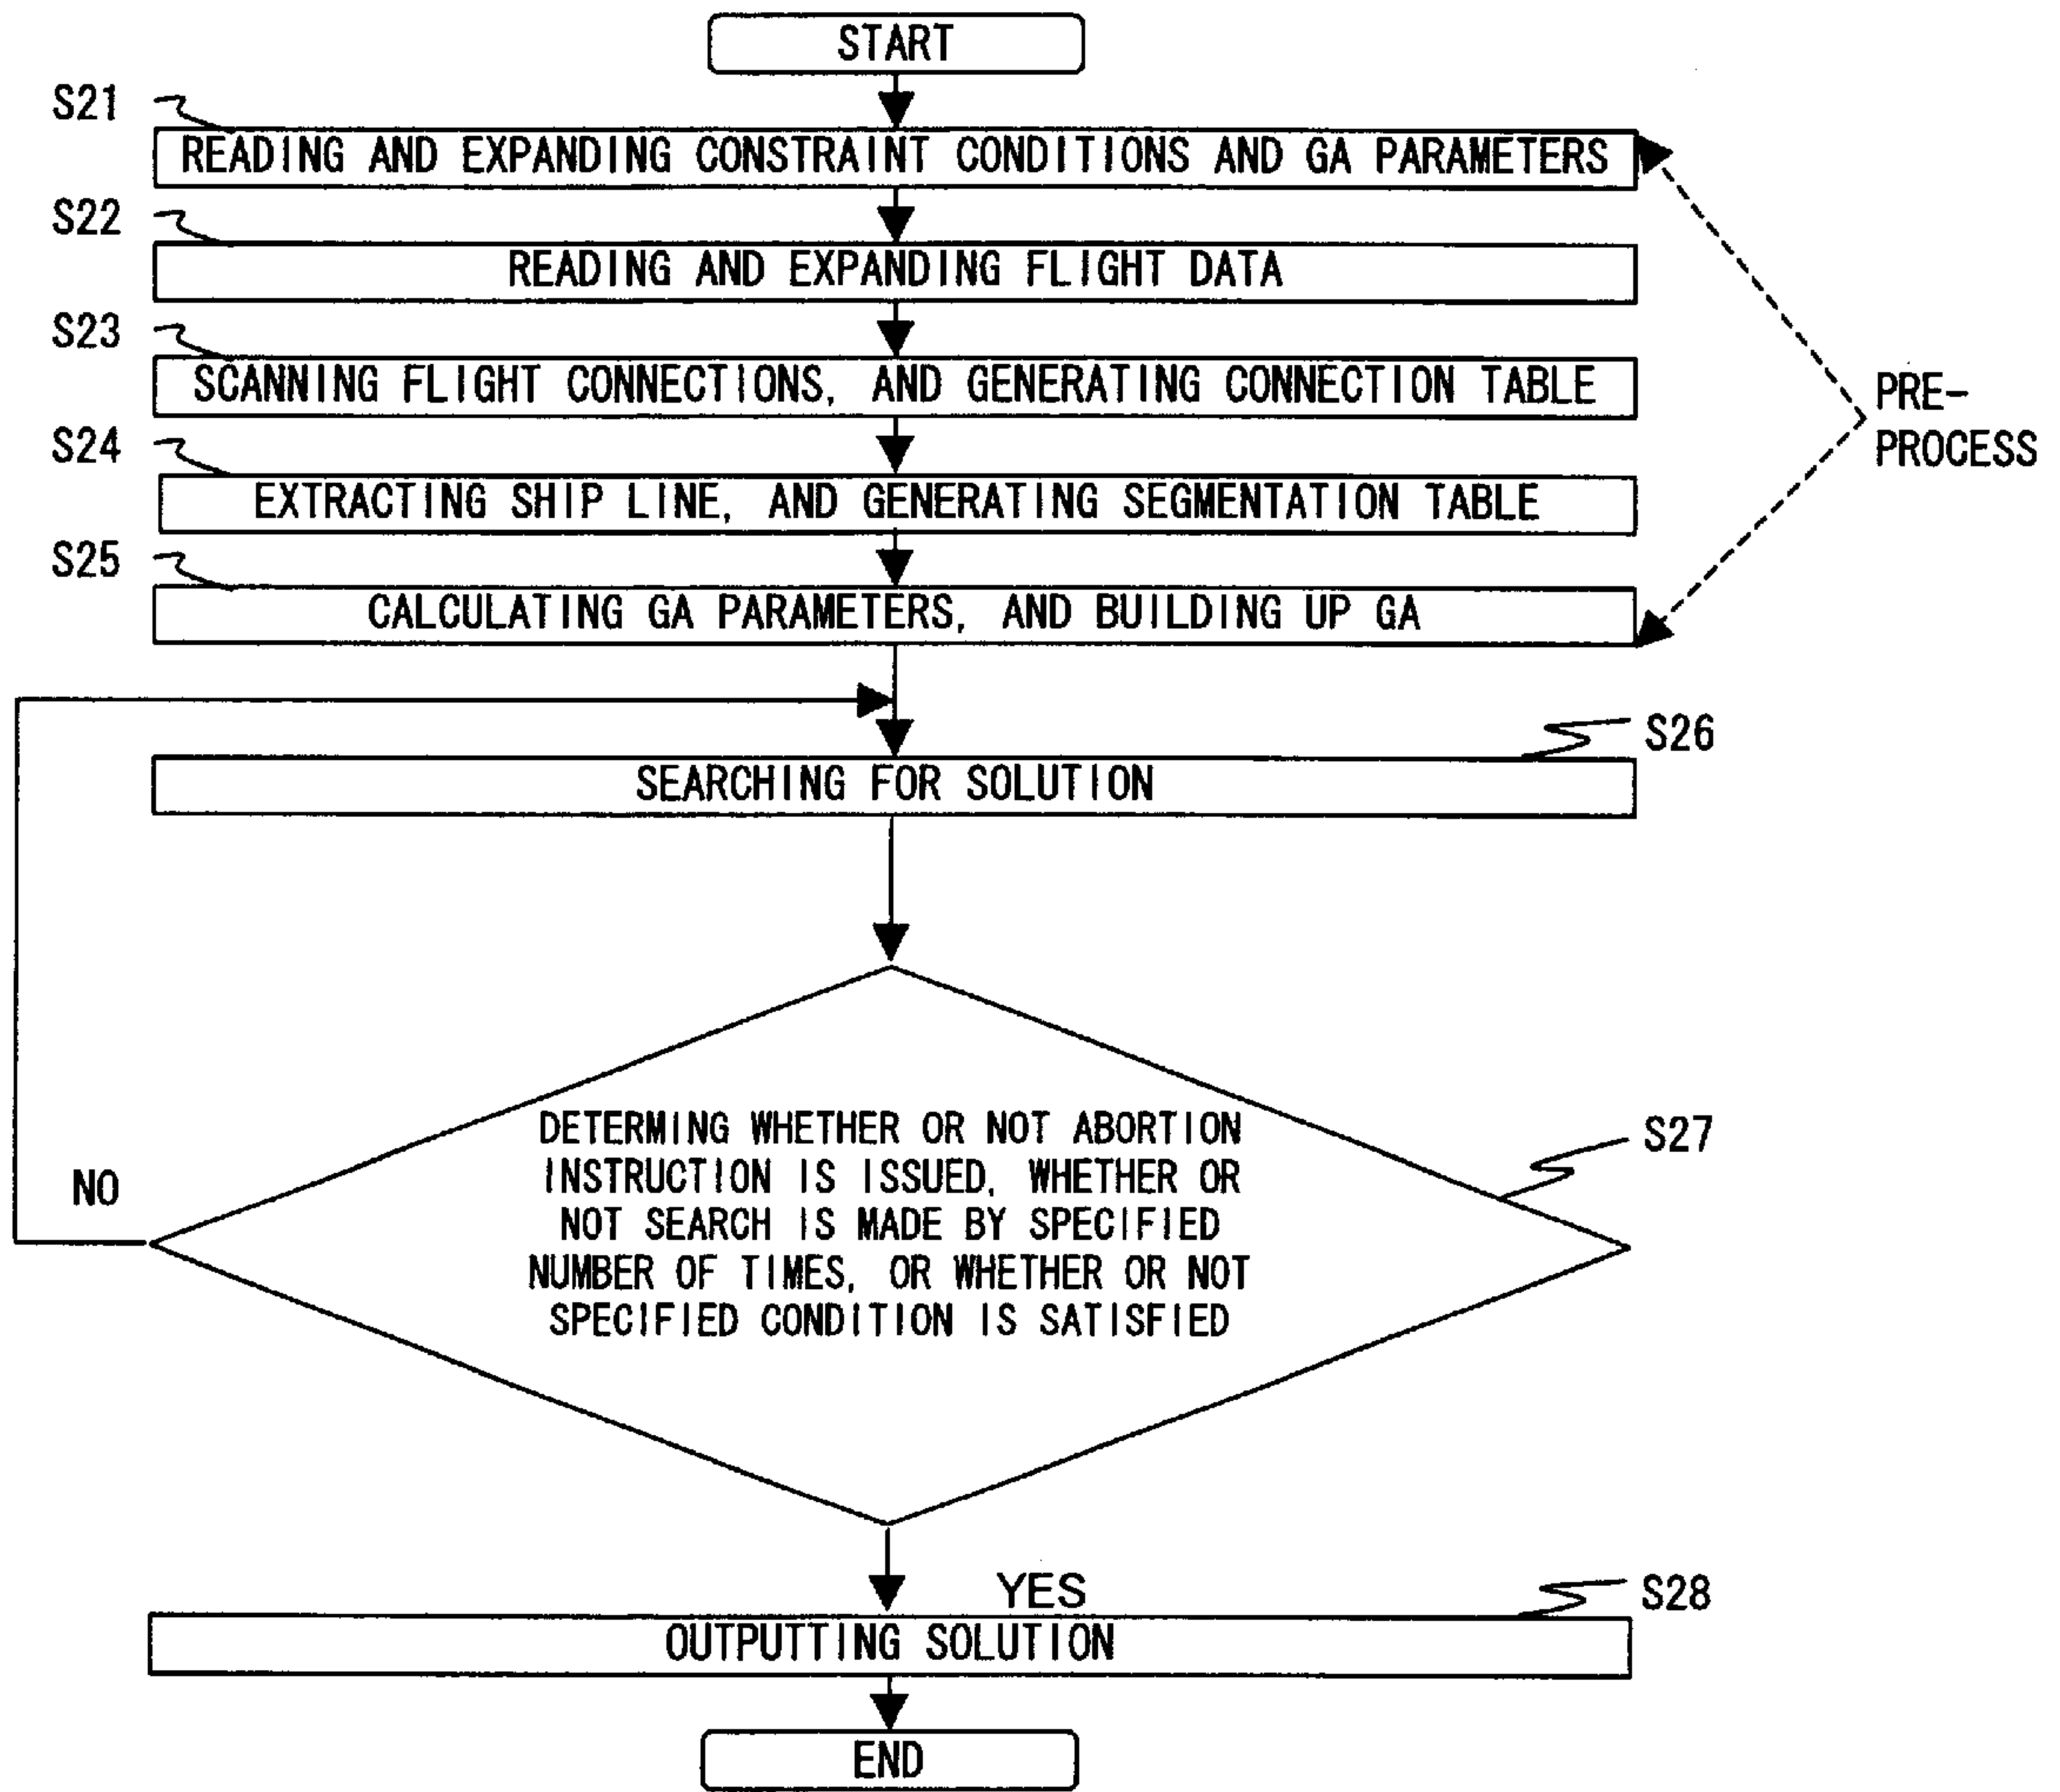 START
S21
READING AND EXPANDING CONSTRAINT CONDITIONS AND GA PARAMETERS
S22
READING AND EXPANDING FLIGHT DATA
S23
SCANNING FLIGHT CONNECTIONS, AND GENERATING CONNECTION TABLE
PRE-
PROCESS
S24
EXTRACTING SHIP LINE, AND GENERATING SEGMENTATION TABLE
S25
CALCULATING GA PARAMETERS, AND BUILDING UP GA
S26
SEARCHING FOR SOLUTION
DETERMING WHETHER OR NOT ABORTION
INSTRUCTION IS ISSUED, WHETHER OR
NOT SEARCH IS MADE BY SPECIFIED
NUMBER OF TIMES, OR WHETHER OR NOT
SPECIFIED CONDITION IS SATISFIED
S27
NO
YES
S28
OUTPUTTING SOLUTION
END